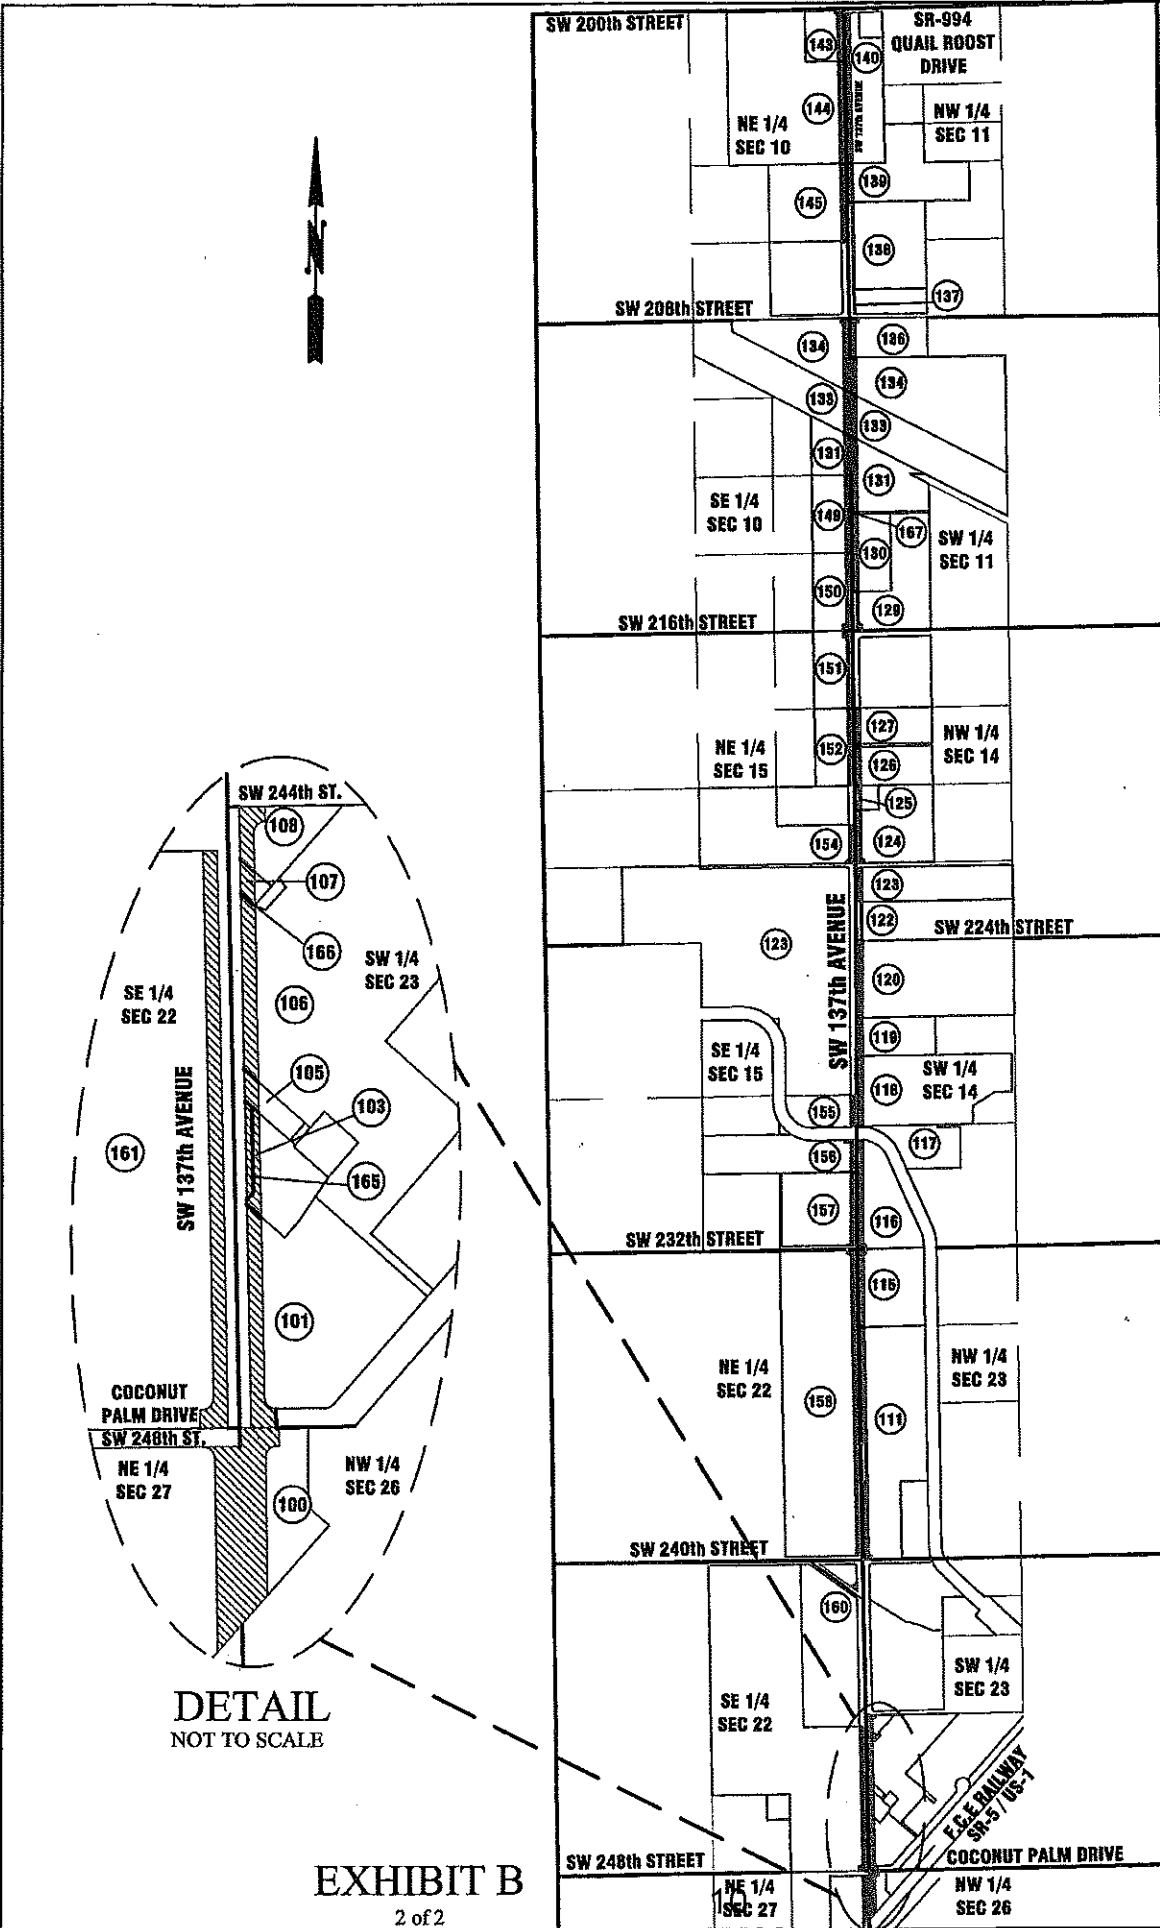 SW 200th STREET
SR-994
QUAIL ROOST
DRIVE
143
140
144
SW 137th AVENUE
NE 1/4
SEC 10
NW 1/4
SEC 11
139
145
138
137
SW 208th STREET
134
136
134
133
133
131
131
SE 1/4
SEC 10
149
167
130
SW 1/4
SEC 11
150
129
SW 216th STREET
151
127
NW 1/4
SEC 14
NE 1/4
SEC 15
152
126
125
154
124
123
122
SW 224th STREET
123
SW 137th AVENUE
120
119
SE 1/4
SEC 15
118
SW 1/4
SEC 14
155
117
156
157
116
SW 232th STREET
115
NE 1/4
SEC 22
NW 1/4
SEC 23
158
111
SW 240th STREET
160
SW 1/4
SEC 23
SE 1/4
SEC 22
F.C.E RAILWAY
SR-5 / US-1
SW 248th STREET
COCONUT PALM DRIVE
NE 1/4
SEC 27
10
NW 1/4
SEC 26
N
SW 244th ST.
108
107
166
SW 1/4
SEC 23
SE 1/4
SEC 22
106
105
103
SW 137th AVENUE
161
165
101
COCONUT
PALM DRIVE
SW 248th ST.
NE 1/4
SEC 27
NW 1/4
SEC 26
100
DETAIL
NOT TO SCALE
EXHIBIT B
2 of 2